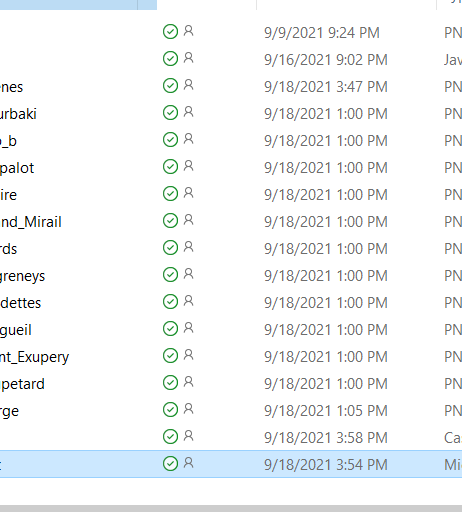 9/9/2021 9:24 PM PN
9/16/2021 9:02 PM Jav
enes 9/18/2021 3:47 PM PN
urbaki 9/18/2021 1:00 PM PN
o_b 9/18/2021 1:00 PM PN
palot 9/18/2021 1:00 PM PN
ire 9/18/2021 1:00 PM PN
and_Mirail 9/18/2021 1:00 PM PN
rds 9/18/2021 1:00 PM PN
greneys 9/18/2021 1:00 PM PN
dettes 9/18/2021 1:00 PM PN
gueil 9/18/2021 1:00 PM PN
nt_Exupery 9/18/2021 1:00 PM PN
petard 9/18/2021 1:00 PM PN
rge 9/18/2021 1:05 PM PN
9/18/2021 3:58 PM Ca
9/18/2021 3:54 PM Mi